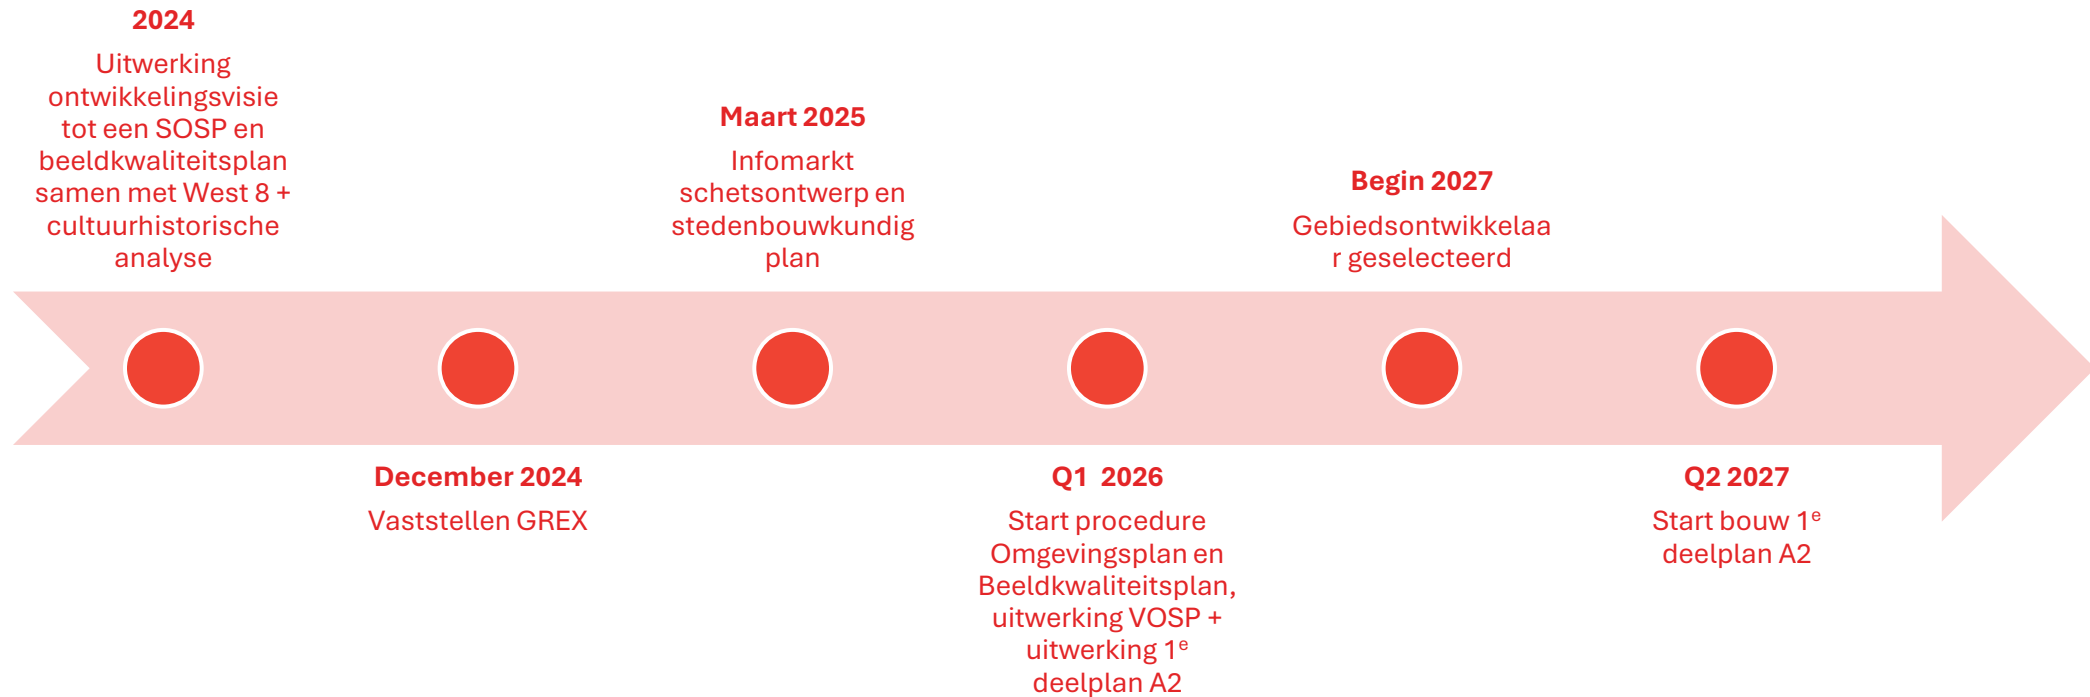 2024
Uitwerking
ontwikkelingsvisie
tot een SOSP en
beeldkwaliteitsplan
samen met West 8 +
cultuurhistorische
analyse
December 2024
Vaststellen GREX
Maart 2025
Infomarkt
schetsontwerp en
stedenbouwkundig
plan
Q1 2026
Start procedure
Omgevingsplan en
Beeldkwaliteitsplan,
uitwerking VOSP +
uitwerking 1e
deelplan A2
Begin 2027
Gebiedsontwikkelaa
r geselecteerd
Q2 2027
Start bouw 1e
deelplan A2